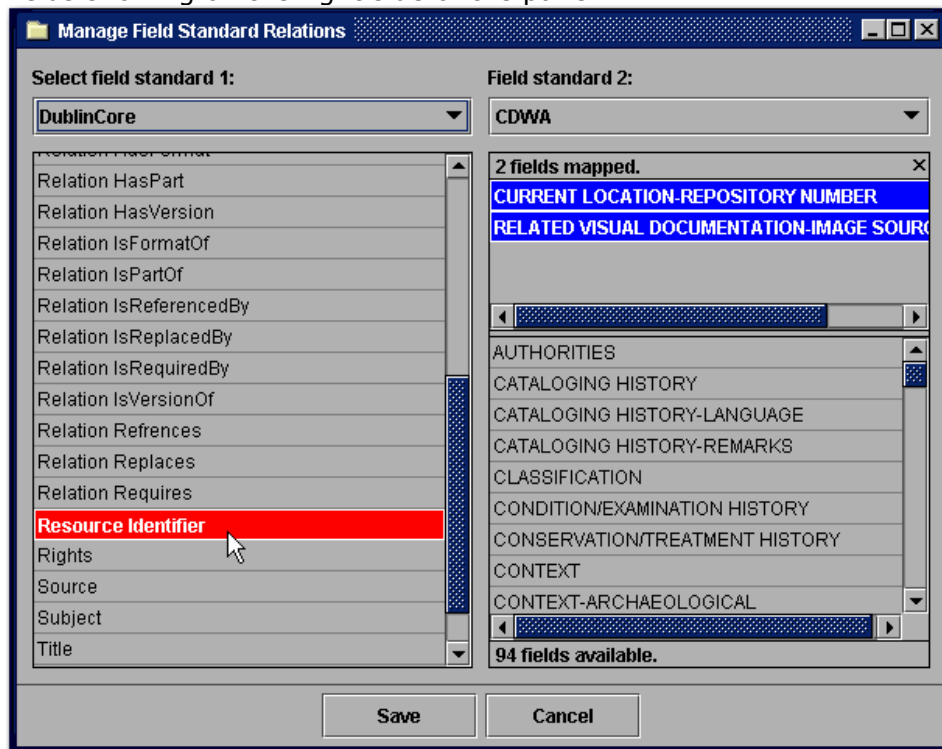 Manage Field Standard Relations
Select field standard 1:
DublinCore
Relation HasPart
Relation HasVersion
Relation IsFormatOf
Relation IsPartOf
Relation IsReferencedBy
Relation IsReplacedBy
Relation IsRequiredBy
Relation IsVersionOf
Relation Refrences
Relation Replaces
Relation Requires
Resource Identifier
Rights
Source
Subject
Title
Field standard 2:
CDWA
2 fields mapped.
CURRENT LOCATION-REPOSITORY NUMBER
RELATED VISUAL DOCUMENTATION-IMAGE
AUTHORITIES
CATALOGING HISTORY
CATALOGING HISTORY-LANGUAGE
CATALOGING HISTORY-REMARKS
CLASSIFICATION
CONDITION/EXAMINATION HISTORY
CONSERVATION/TREATMENT HISTORY
CONTEXT
CONTEXT-ARCHAEOLOGICAL
94 fields available.
Save
Cancel